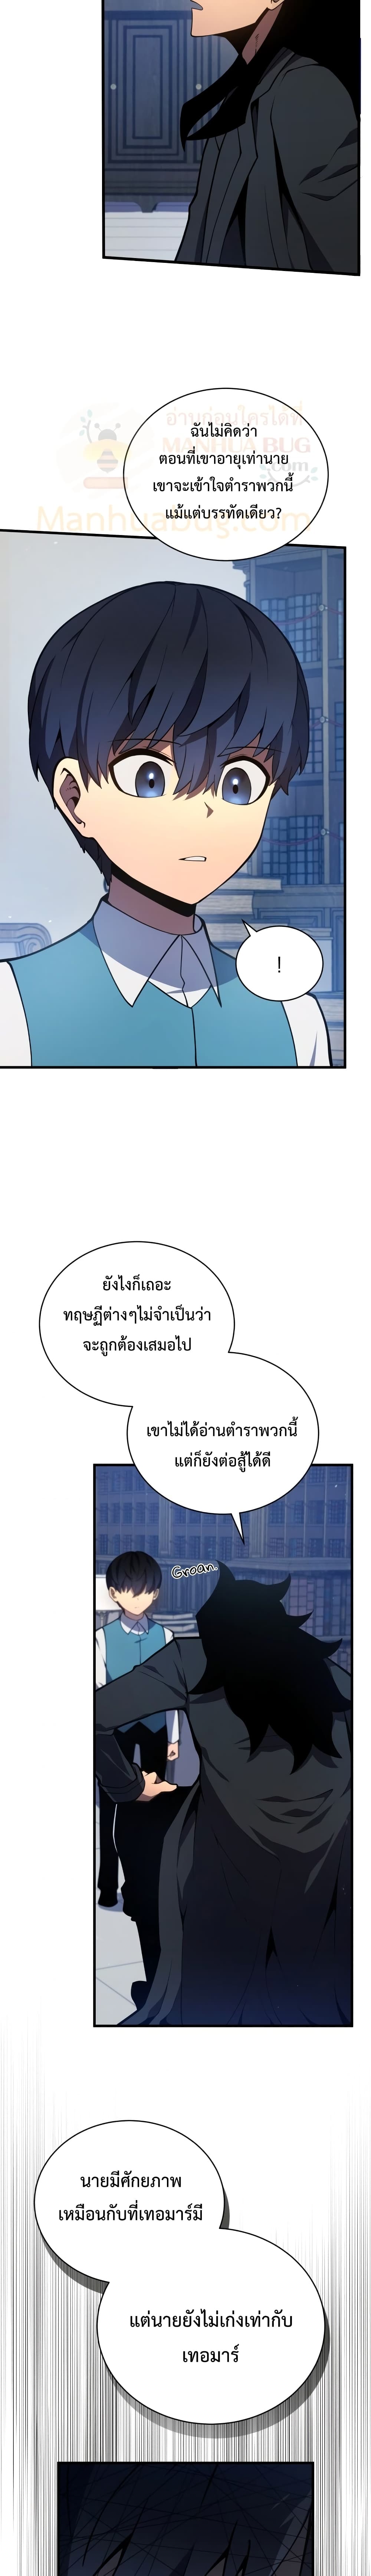 อ่านก่อนใครได้ที่
MANHUA BUG
.com
Manhuabug.com
ฉันไม่คิดว่า
ตอนที่เขาอายุเท่านาย
เขาจะเข้าใจตำราพวกนี้
แม้แต่บรรทัดเดียว?
!
ยังไงก็เถอะ
ทฤษฎีต่างๆไม่จำเป็นว่า
จะถูกต้องเสมอไป
เขาไม่ได้อ่านตำราพวกนี้
แต่ก็ยังต่อสู้ได้ดี
Groan.
นายมีศักยภาพ
เหมือนกับที่เทอมาร์มี
แต่นายยังไม่เก่งเท่ากับ
เทอมาร์